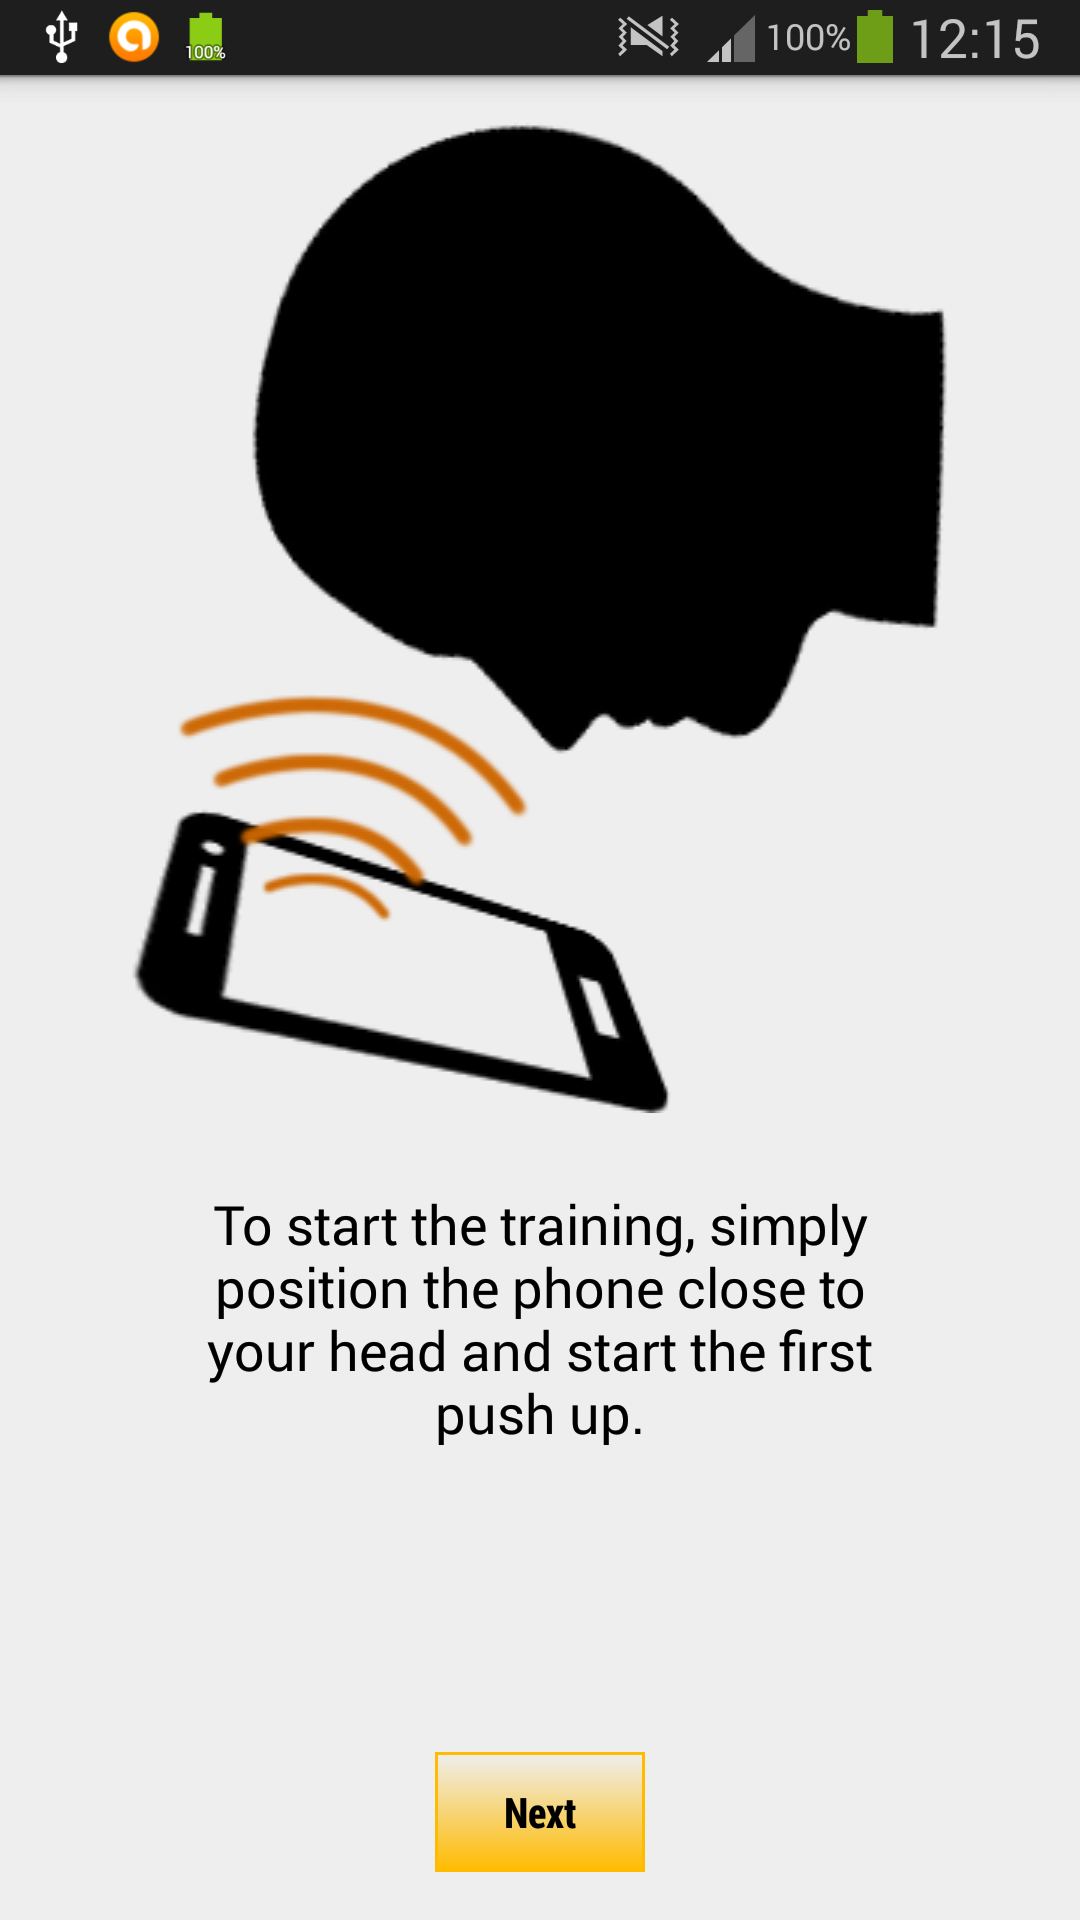 100% 100% 12:15
To start the training, simply
position the phone close to
your head and start the first
push up.
Next